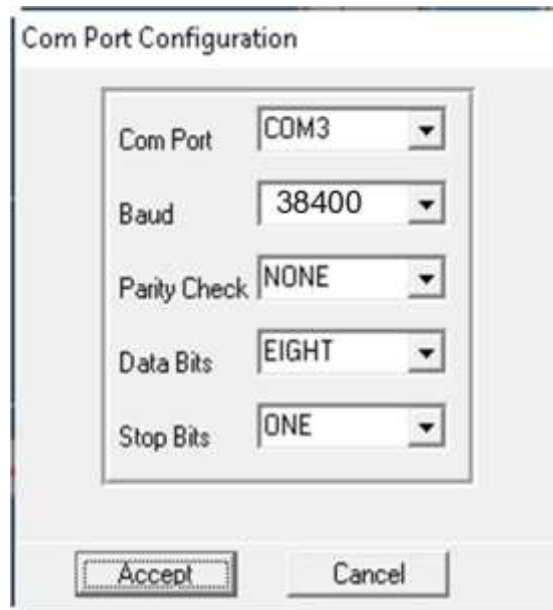 Com Port Configuration
Com Port COM3
Baud 38400
Parity Check NONE
Data Bits EIGHT
Stop Bits ONE
Accept Cancel